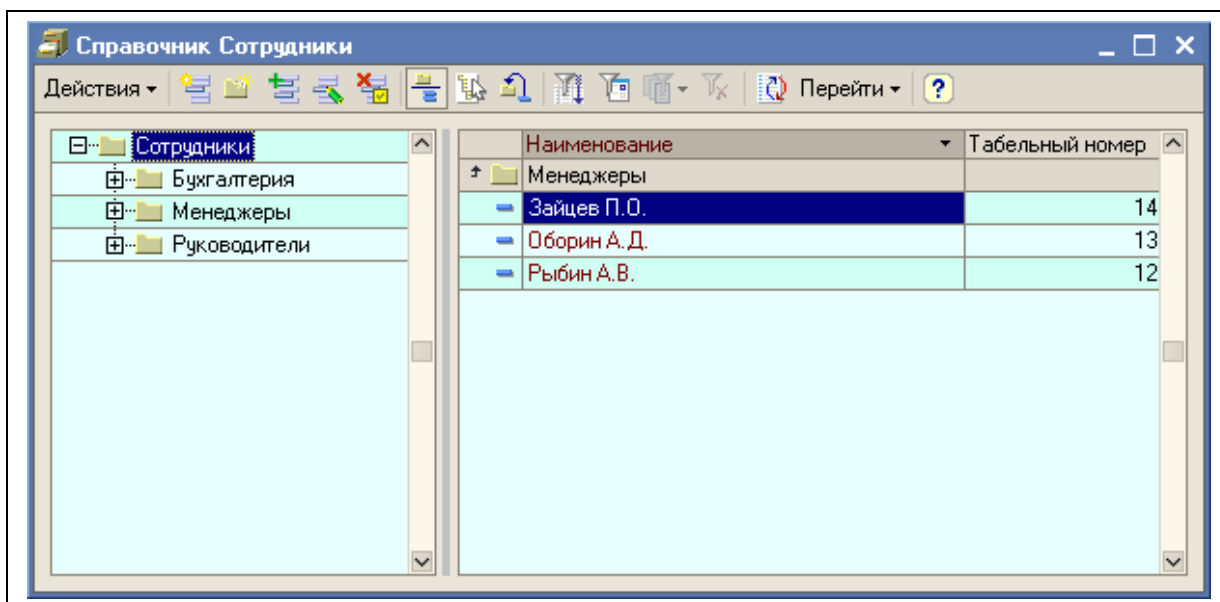 Справочник Сотрудники
Действия Перейти ?
Сотрудники
Бухгалтерия
Менеджеры
Руководители
Наименование Табельный номер
Менеджеры
Зайцев П.О. 14
Оборин А.Д. 13
Рыбин А.В. 12